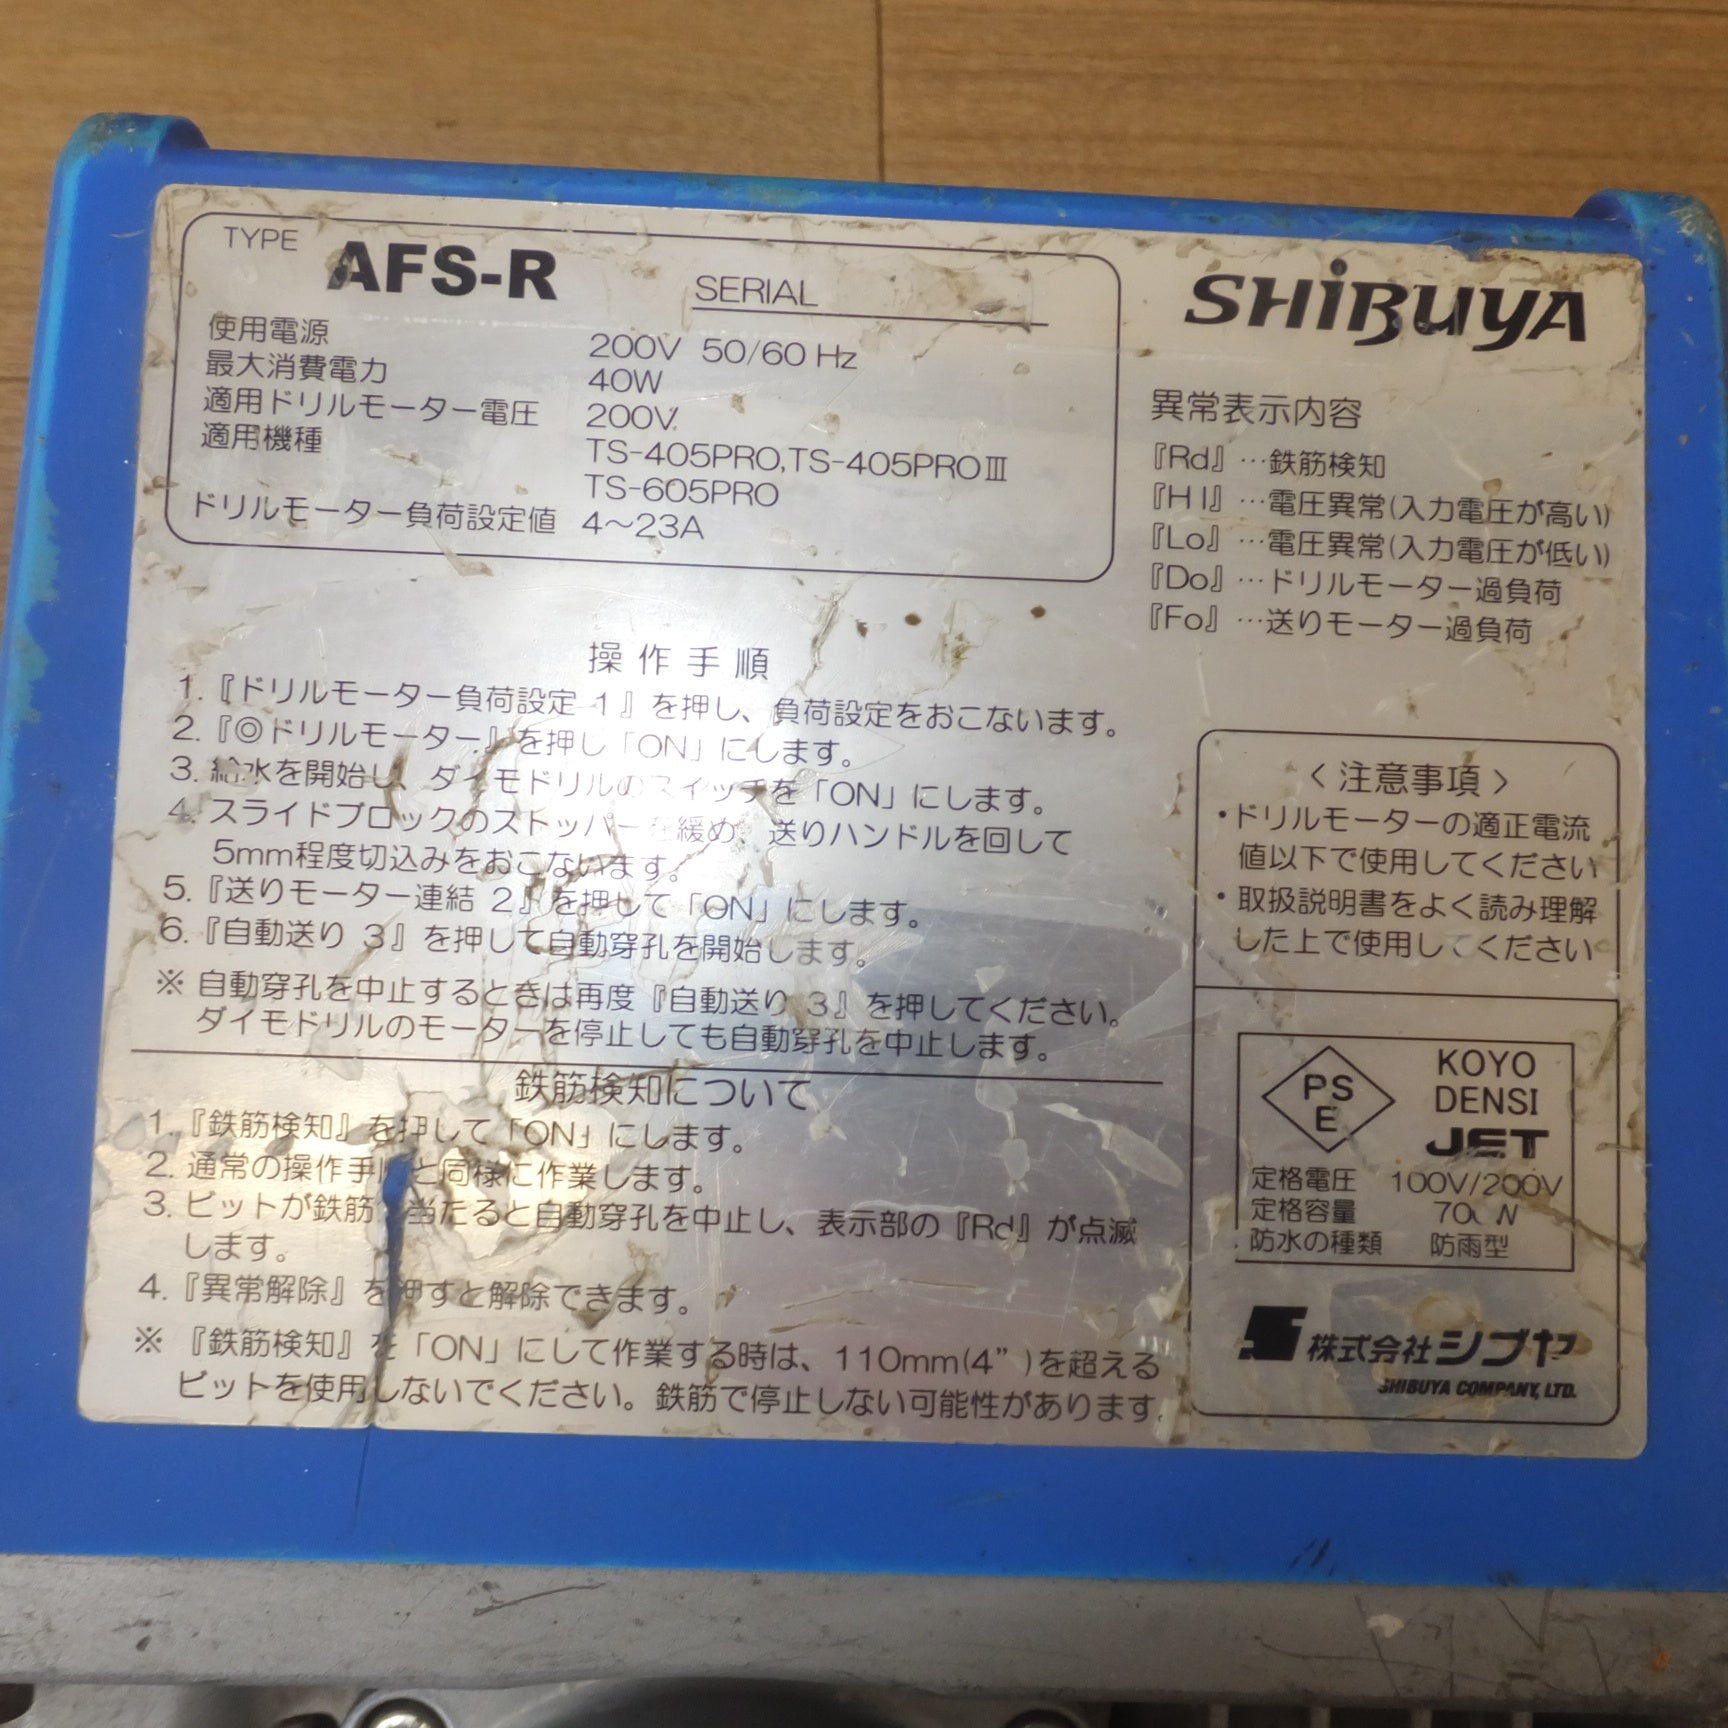 TYPE AFS-R SERIAL
使用電源 200V 50/60 Hz
最大消費電力 40W
適用ドリルモーター電圧 200V
適用機種 TS-405PRO,TS-405PROⅢ
TS-605PRO
ドリルモーター負荷設定値 4～23A
SHIBUYA
異常表示内容
『Rd』…鉄筋検知
『HI』…電圧異常(入力電圧が高い)
『Lo』…電圧異常(入力電圧が低い)
『Do』…ドリルモーター過負荷
『Fo』…送りモーター過負荷
操作手順
1.『ドリルモーター負荷設定 1』を押し、負荷設定をおこないます。
2.『◎ドリルモーター』を押し「ON」にします。
3. 給水を開始し、ダイモドリルのスイッチを「ON」にします。
4. スライドブロックのストッパーを緩め、送りハンドルを回して
5mm程度切込みをおこないます。
5.『送りモーター連結 2』を押して「ON」にします。
6.『自動送り 3』を押して自動穿孔を開始します。
※ 自動穿孔を中止するときは再度『自動送り 3』を押してください。
ダイモドリルのモーターを停止しても自動穿孔を中止します。
鉄筋検知について
1.『鉄筋検知』を押して「ON」にします。
2. 通常の操作手順と同様に作業します。
3. ビットが鉄筋 当たると自動穿孔を中止し、表示部の『Rd』が点滅
します。
4.『異常解除』を押すと解除できます。
※『鉄筋検知』を「ON」にして作業する時は、110mm(4”)を超える
ビットを使用しないでください。鉄筋で停止しない可能性があります。
〈注意事項〉
・ドリルモーターの適正電流
値以下で使用してください
・取扱説明書をよく読み理解
した上で使用してください
PS
E
KOYO
DENSI
JET
定格電圧 100V/200V
定格容量
防水の種類 防雨型
株式会社シブヤ
SHIBUYA COMPANY, LTD.